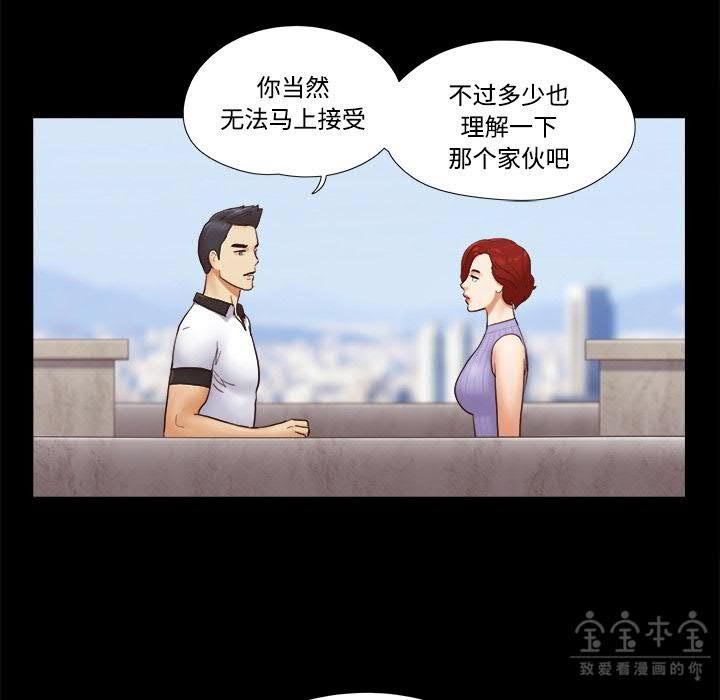 你当然
无法马上接受
不过多少也
理解一下
那个家伙吧
宝宝本宝
致爱看漫画的你